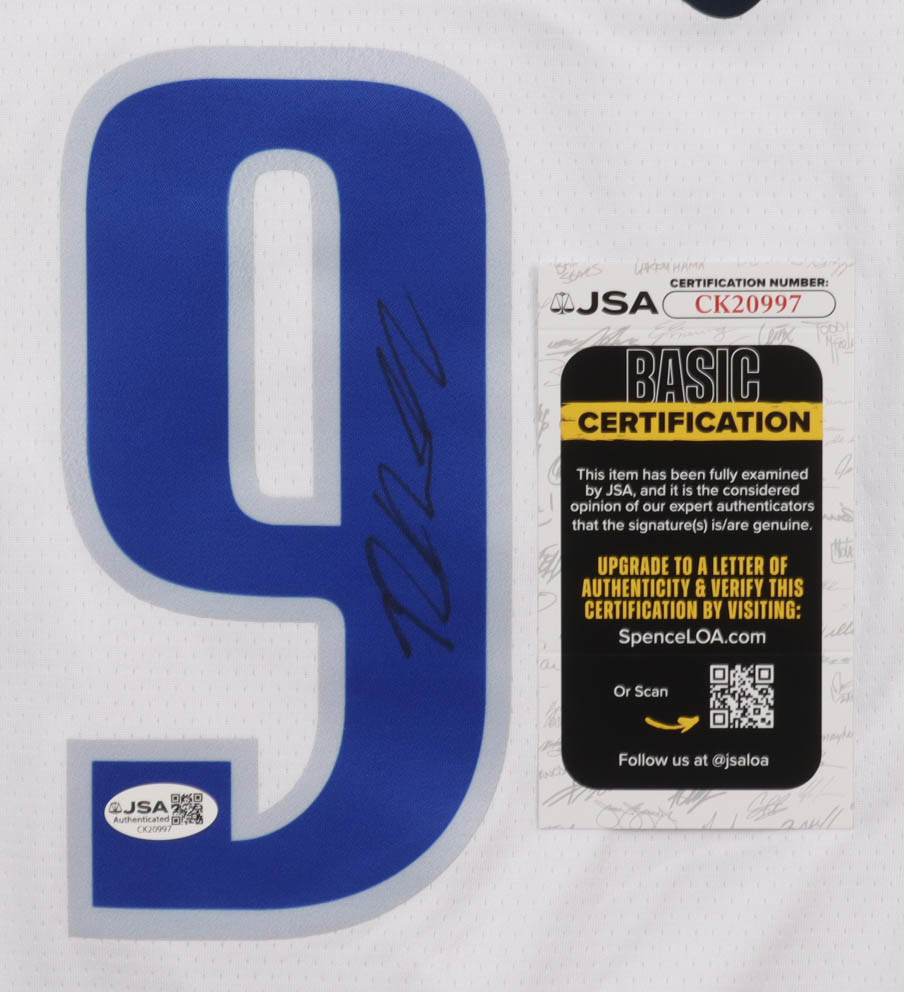 9
JSA
Authenticated
CK20997
CERTIFICATION NUMBER:
JSA CK20997
BASIC
CERTIFICATION
This item has been fully examined
by JSA, and it is the considered
opinion of our expert authenticators
that the signature(s) is/are genuine.
UPGRADE TO A LETTER OF
AUTHENTICITY & VERIFY THIS
CERTIFICATION BY VISITING:
SpenceLOA.com
Or Scan
Follow us at @jsaloa